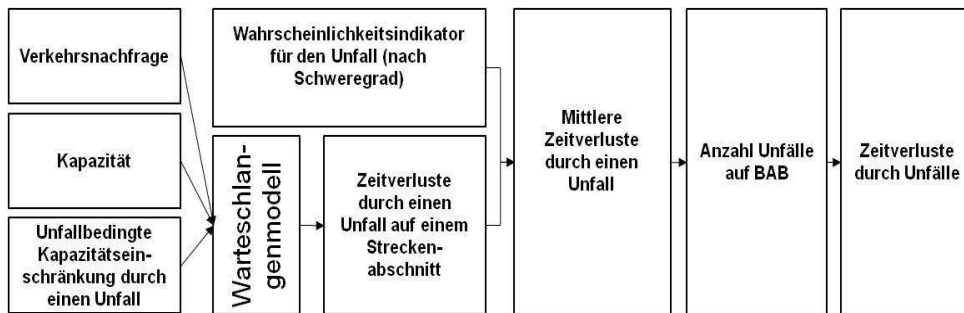 Verkehrsnachfrage
Kapazität
Unfallbedingte
Kapazitätsein-
schränkung durch
einen Unfall
Wahrscheinlichkeitsindikator
für den Unfall (nach
Schweregrad)
Warteschlan-
genmodell
Zeitverluste
durch einen
Unfall auf einem
Strecken-
abschnitt
Mittlere
Zeitverluste
durch einen
Unfall
Anzahl Unfälle
auf BAB
Zeitverluste
durch Unfälle